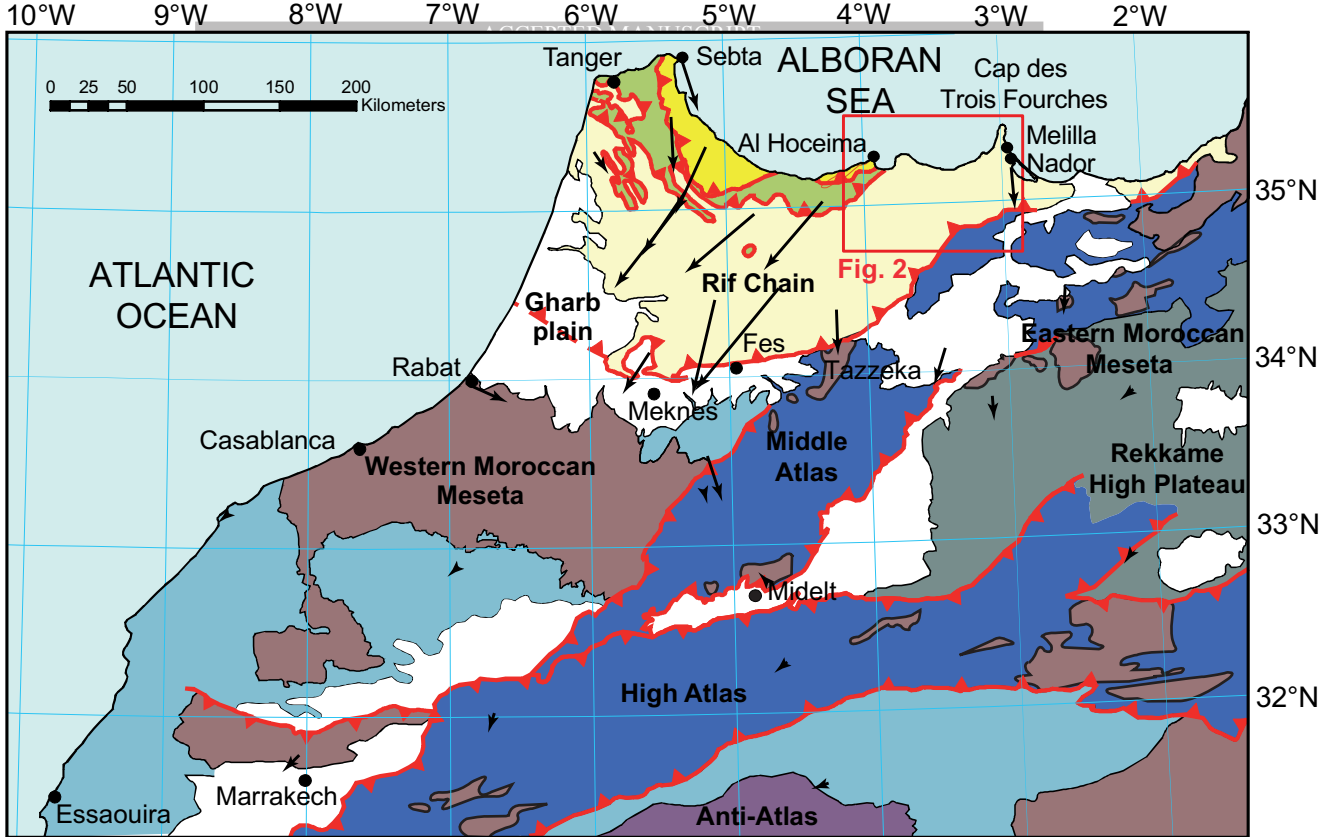 10°W 9°W 8°W 7°W 6°W 5°W 4°W 3°W 2°W
ACCEPTED MANUSCRIPT
0 25 50 100 150 200
Kilometers
Tanger
Sebta
ALBORAN
SEA
Cap des
Trois Fourches
Al Hoceima
Melilla
Nador
35°N
ATLANTIC
OCEAN
Fig. 2
Rif Chain
Gharb
plain
Eastern Moroccan
Meseta
34°N
Fes
Rabat
Tazzeka
Meknes
Casablanca
Middle
Atlas
Western Moroccan
Meseta
Rekkame
High Plateau
33°N
Midelt
High Atlas
32°N
Marrakech
Essaouira
Anti-Atlas